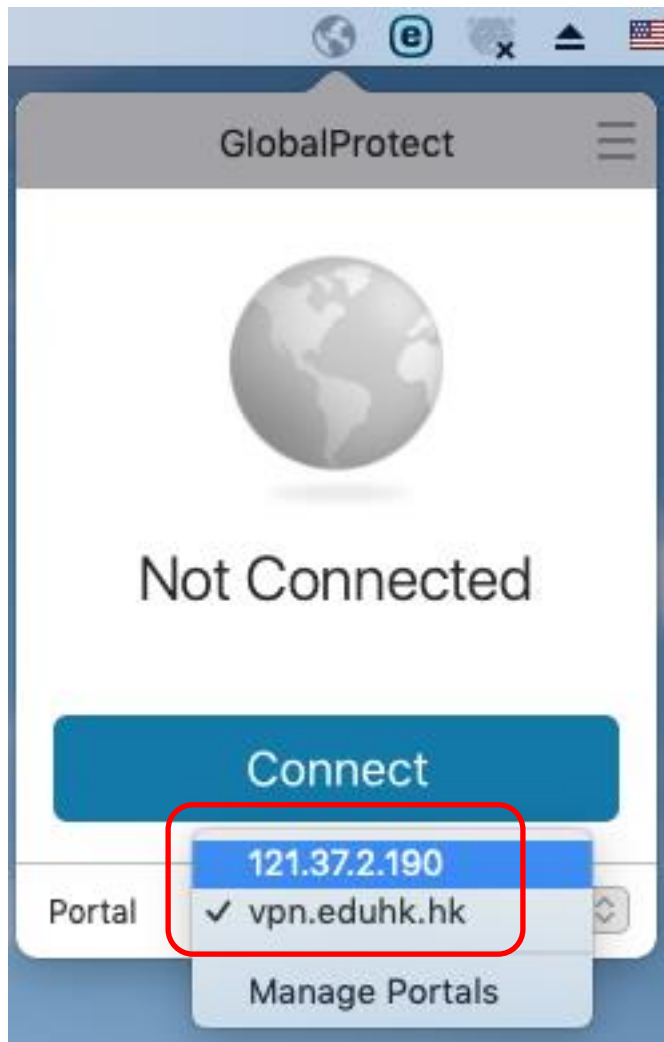 e
GlobalProtect
Not Connected
Connect
121.37.2.190
Portal ✓ vpn.eduhk.hk
Manage Portals